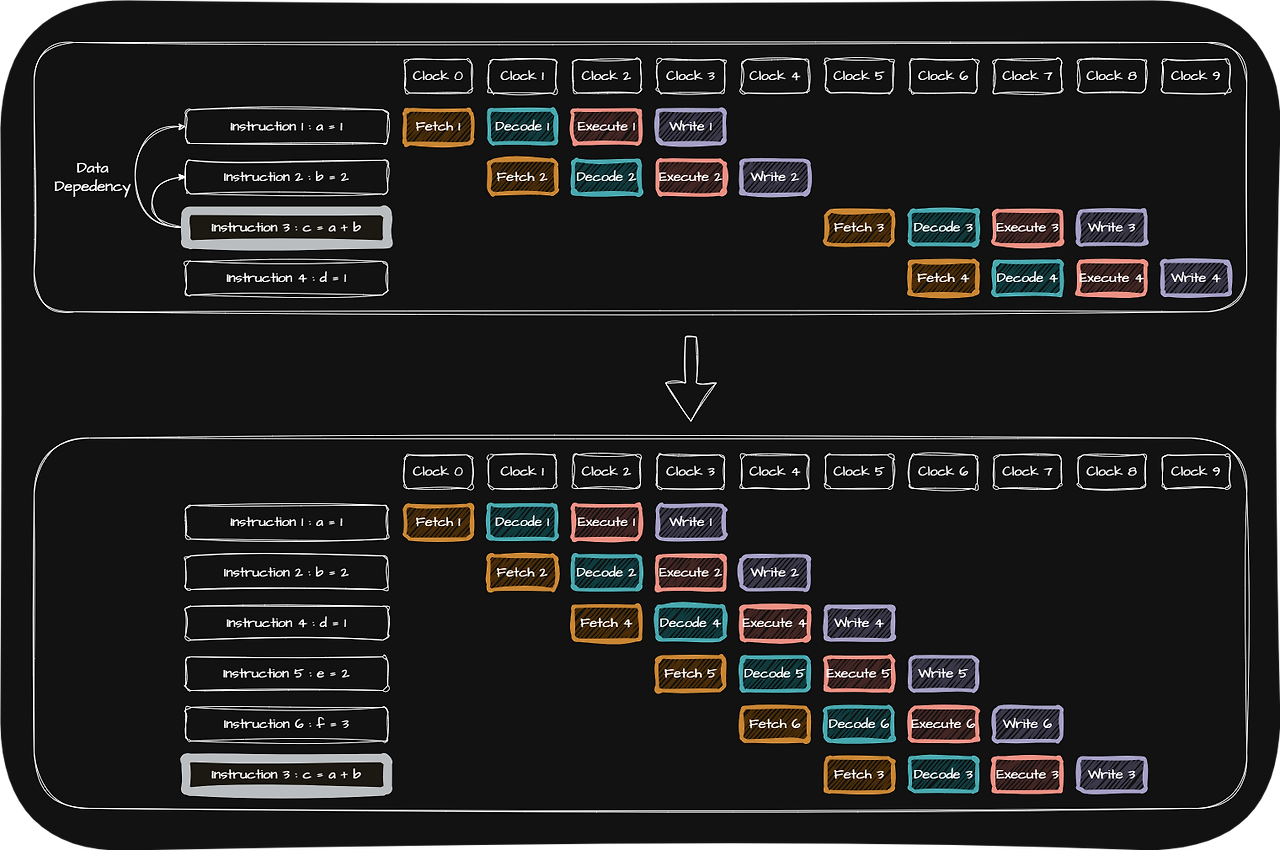 Clock 0 Clock 1 Clock 2 Clock 3 Clock 4 Clock 5 Clock 6 Clock 7 Clock 8 Clock 9
Instruction 1 : a = 1 Fetch 1 Decode 1 Execute 1 Write 1
Data
Depedency
Instruction 2 : b = 2 Fetch 2 Decode 2 Execute 2 Write 2
Instruction 3 : c = a + b Fetch 3 Decode 3 Execute 3 Write 3
Instruction 4 : d = 1 Fetch 4 Decode 4 Execute 4 Write 4
Clock 0 Clock 1 Clock 2 Clock 3 Clock 4 Clock 5 Clock 6 Clock 7 Clock 8 Clock 9
Instruction 1 : a = 1 Fetch 1 Decode 1 Execute 1 Write 1
Instruction 2 : b = 2 Fetch 2 Decode 2 Execute 2 Write 2
Instruction 4 : d = 1 Fetch 4 Decode 4 Execute 4 Write 4
Instruction 5 : e = 2 Fetch 5 Decode 5 Execute 5 Write 5
Instruction 6 : f = 3 Fetch 6 Decode 6 Execute 6 Write 6
Instruction 3 : c = a + b Fetch 3 Decode 3 Execute 3 Write 3